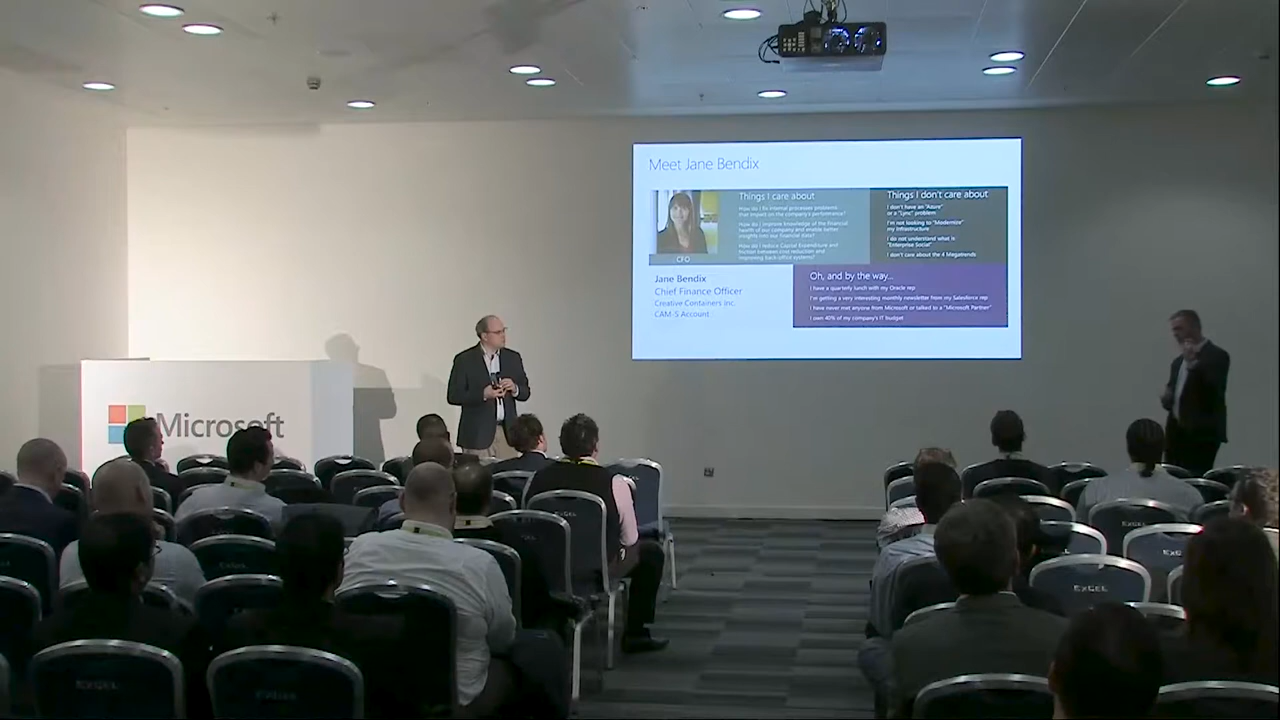 Meet Jane Bendix
Things I care about
How do I fix internal processes problems
that impact on the company's performance?
How do I improve knowledge of the financial
health of our company and enable better
insights into our financial data?
How do I reduce Capital Expenditure and
friction between cost reduction and
improving back office systems?
CFO
Things I don't care about
I don't have an "Azure"
or a "Lync" problem
I'm not looking to "Modernize"
my Infrastructure
I do not understand what is
"Enterprise Social"
I don't care about the 4 Megatrends
Jane Bendix
Chief Finance Officer
Creative Containers inc.
CAM-S Account
Oh, and by the way...
I have a quarterly lunch with my Oracle rep
I'm getting a very interesting monthly newsletter from my Salesforce rep
I have never met anyone from Microsoft or talked to a "Microsoft Partner"
I own 40% of my company's IT budget
Microsoft
EXCEL
EXCEL
EXCEL
EXCEL